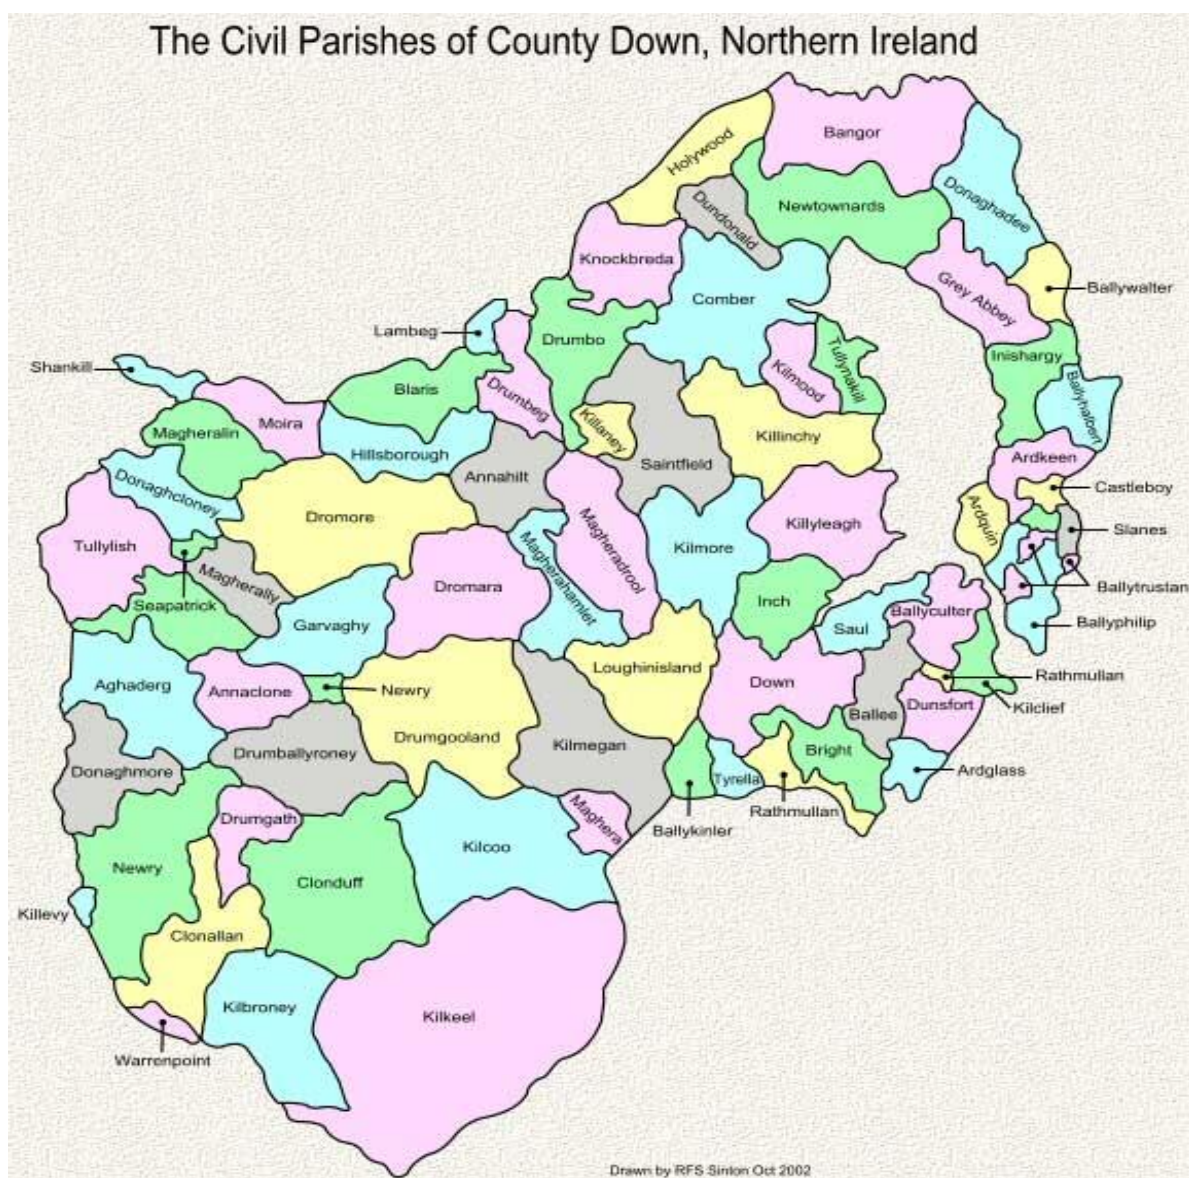 The Civil Parishes of County Down, Northern Ireland
Bangor
Holywood
Donaghadee
Dundonald
Newtownards
Knockbreda
Grey Abbey
Ballywalter
Comber
Lambeg
Drumbo
Inishargy
Shankill
Tullynakill
Kilmood
Blaris
Drumbeg
Ballyhalbert
Moira
Magheralin
Killaney
Killinchy
Hillsborough
Saintfield
Ardkeen
Annahilt
Castleboy
Donaghcloney
Dromore
Magheradrool
Killyleagh
Ardquin
Slanes
Tullylish
Kilmore
Magherally
Dromara
Magherahamlet
Ballytrustan
Seapatrick
Inch
Ballyculter
Garvaghy
Saul
Ballyphilip
Loughinisland
Rathmullan
Aghaderg
Annaclone
Newry
Down
Dunsfort
Kilclief
Ballee
Drumgooland
Kilmegan
Bright
Drumballyroney
Donaghmore
Tyrella
Ardglass
Rathmullan
Drumgath
Maghera
Ballykinler
Kilcoo
Newry
Clonduff
Killevy
Clonallan
Kilbroney
Kilkeel
Warrenpoint
Drawn by RFS Sinton Oct 2002